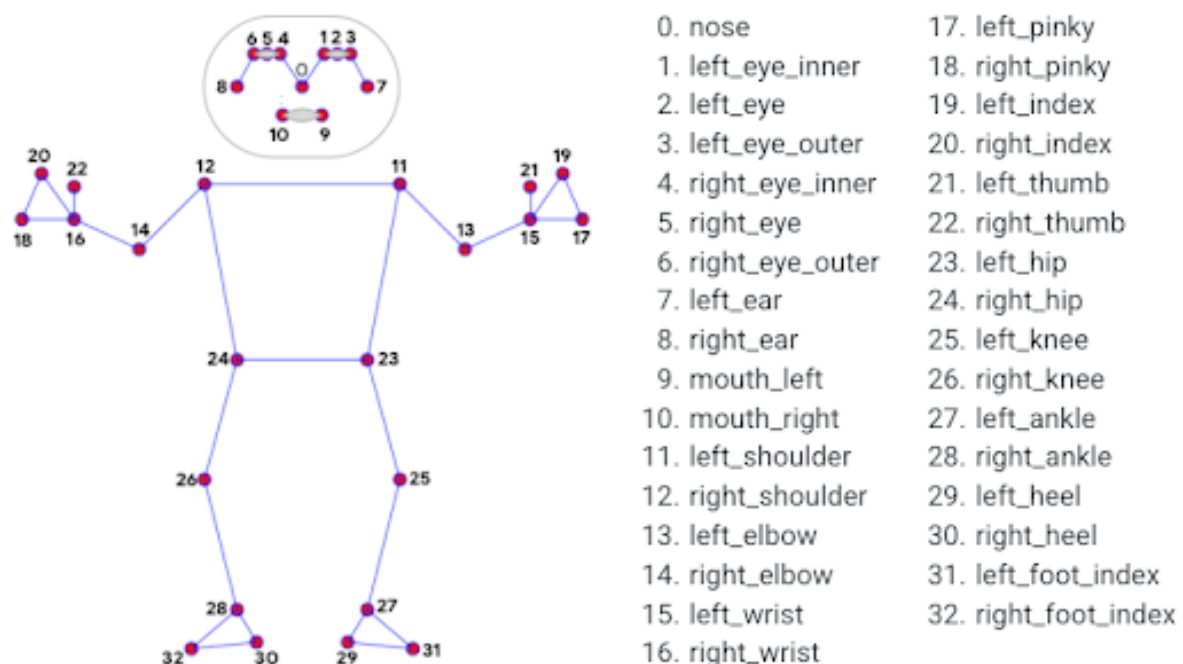 6 5 4 1 2 3
0
8 7
10 9
20 22 12 11 21 19
18 16 14 13 15 17
24 23
26 25
28 27
32 30 29 31
0. nose
1. left_eye_inner
2. left_eye
3. left_eye_outer
4. right_eye_inner
5. right_eye
6. right_eye_outer
7. left_ear
8. right_ear
9. mouth_left
10. mouth_right
11. left_shoulder
12. right_shoulder
13. left_elbow
14. right_elbow
15. left_wrist
16. right_wrist
17. left_pinky
18. right_pinky
19. left_index
20. right_index
21. left_thumb
22. right_thumb
23. left_hip
24. right_hip
25. left_knee
26. right_knee
27. left_ankle
28. right_ankle
29. left_heel
30. right_heel
31. left_foot_index
32. right_foot_index